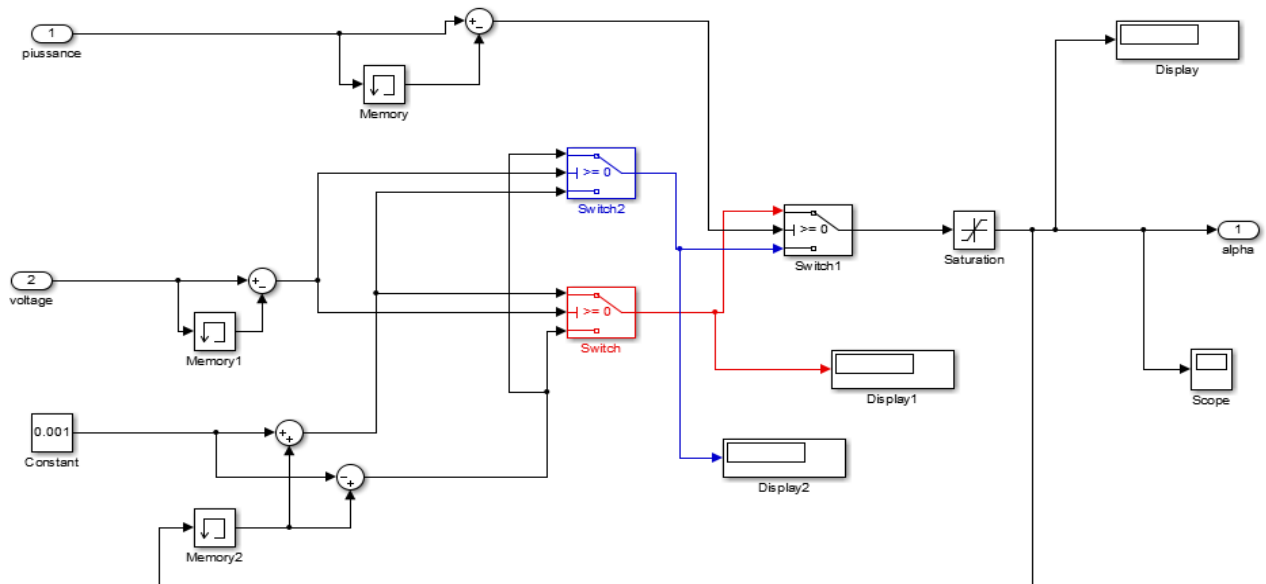 1
piussance
+
−
Memory
Display
>= 0
Switch2
>= 0
Switch1
Saturation
1
alpha
2
voltage
+
−
Memory1
>= 0
Switch
Display1
Scope
0.001
Constant
+
+
−
+
Display2
Memory2